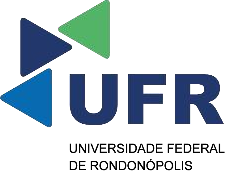 UFR
UNIVERSIDADE FEDERAL
DE RONDONÓPOLIS